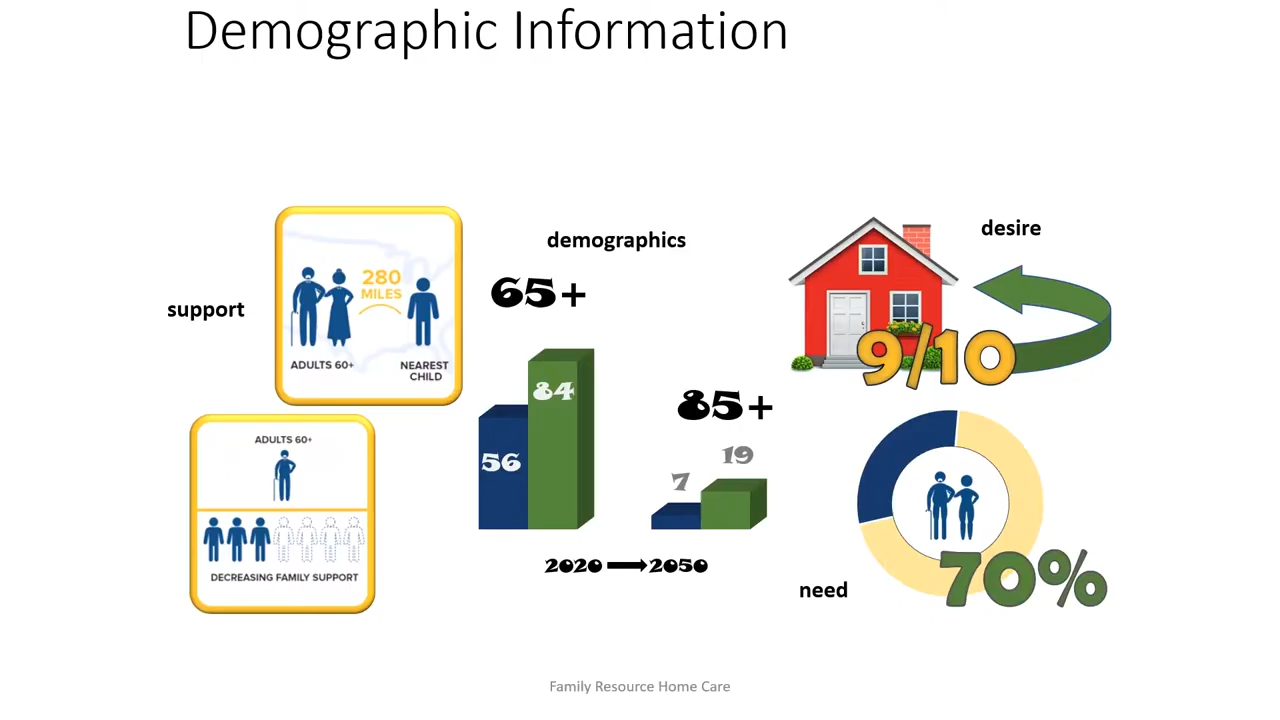 Demographic Information
support
280
MILES
ADULTS 60+
NEAREST
CHILD
ADULTS 60+
DECREASING FAMILY SUPPORT
demographics
65+
84
56
85+
19
7
2020
2050
desire
9/10
need
70%
Family Resource Home Care